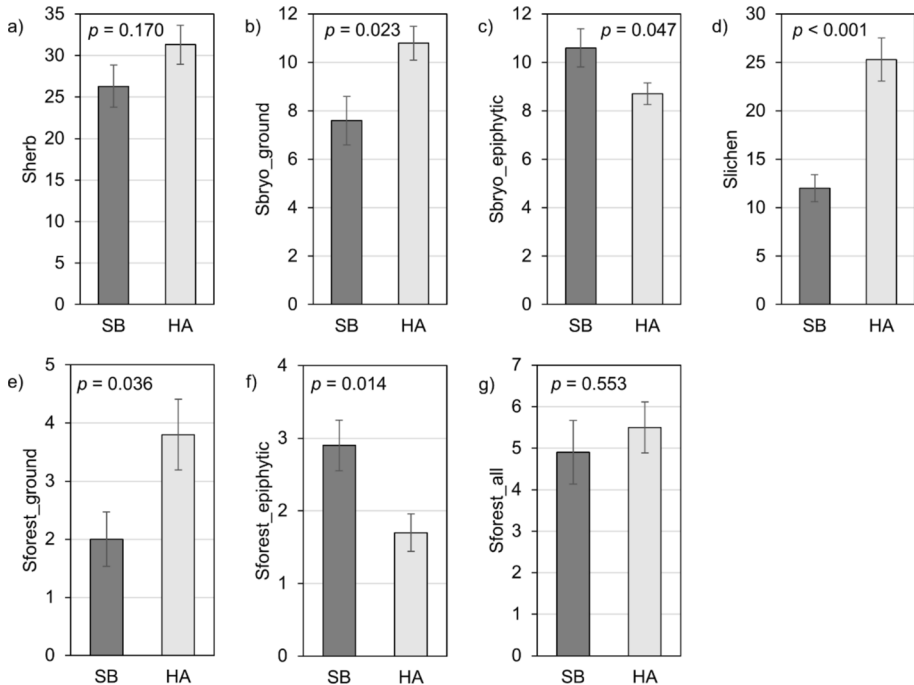 a)
p = 0.170
35
30
25
20
15
10
5
0
Sherb
SB HA
b)
p = 0.023
12
10
8
6
4
2
0
Sbryo_ground
SB HA
c)
p = 0.047
12
10
8
6
4
2
0
Sbryo_epiphytic
SB HA
d)
p < 0.001
30
25
20
15
10
5
0
Slichen
SB HA
e)
p = 0.036
5
4
3
2
1
0
Sforest_ground
SB HA
f)
p = 0.014
4
3
2
1
0
Sforest_epiphytic
SB HA
g)
p = 0.553
7
6
5
4
3
2
1
0
Sforest_all
SB HA